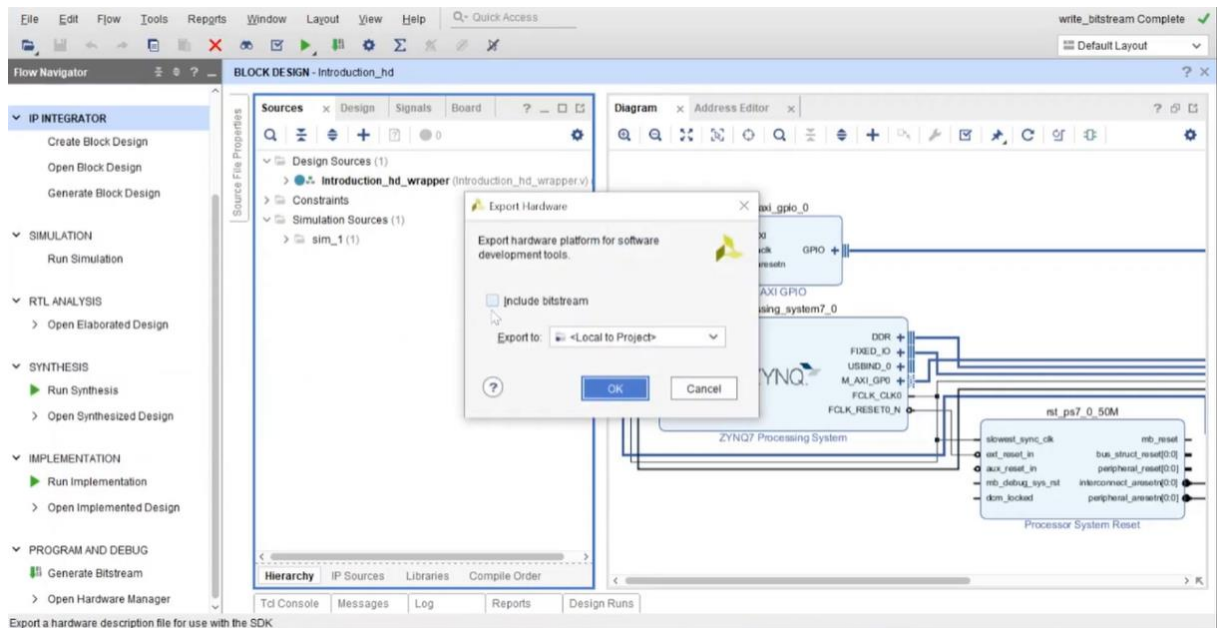 File Edit Flow Tools Reports Window Layout View Help Quick Access
write_bitstream Complete
Default Layout
Flow Navigator
BLOCK DESIGN - Introduction_hd
IP INTEGRATOR
Create Block Design
Open Block Design
Generate Block Design
SIMULATION
Run Simulation
RTL ANALYSIS
Open Elaborated Design
SYNTHESIS
Run Synthesis
Open Synthesized Design
IMPLEMENTATION
Run Implementation
Open Implemented Design
PROGRAM AND DEBUG
Generate Bitstream
Open Hardware Manager
Source File Properties
Sources Design Signals Board
0
Design Sources (1)
Introduction_hd_wrapper (Introduction_hd_wrapper.v)
Constraints
Simulation Sources (1)
sim_1 (1)
Hierarchy IP Sources Libraries Compile Order
Export Hardware
Export hardware platform for software
development tools.
Include bitstream
Export to: <Local to Project>
OK Cancel
Diagram Address Editor
axi_gpio_0
GPIO
AXI GPIO
sing_system7_0
DDR
FIXED_IO
USBIND_0
M_AXI_GP0
FCLK_CLK0
FCLK_RESET0_N
YNQ
ZYNQ7 Processing System
rst_ps7_0_50M
slowest_sync_clk mb_reset
ext_reset_in bus_struct_reset[0:0]
aux_reset_in peripheral_reset[0:0]
mb_debug_sys_rst interconnect_aresetn[0:0]
dcm_locked peripheral_aresetn[0:0]
Processor System Reset
Tcl Console Messages Log Reports Design Runs
Export a hardware description file for use with the SDK